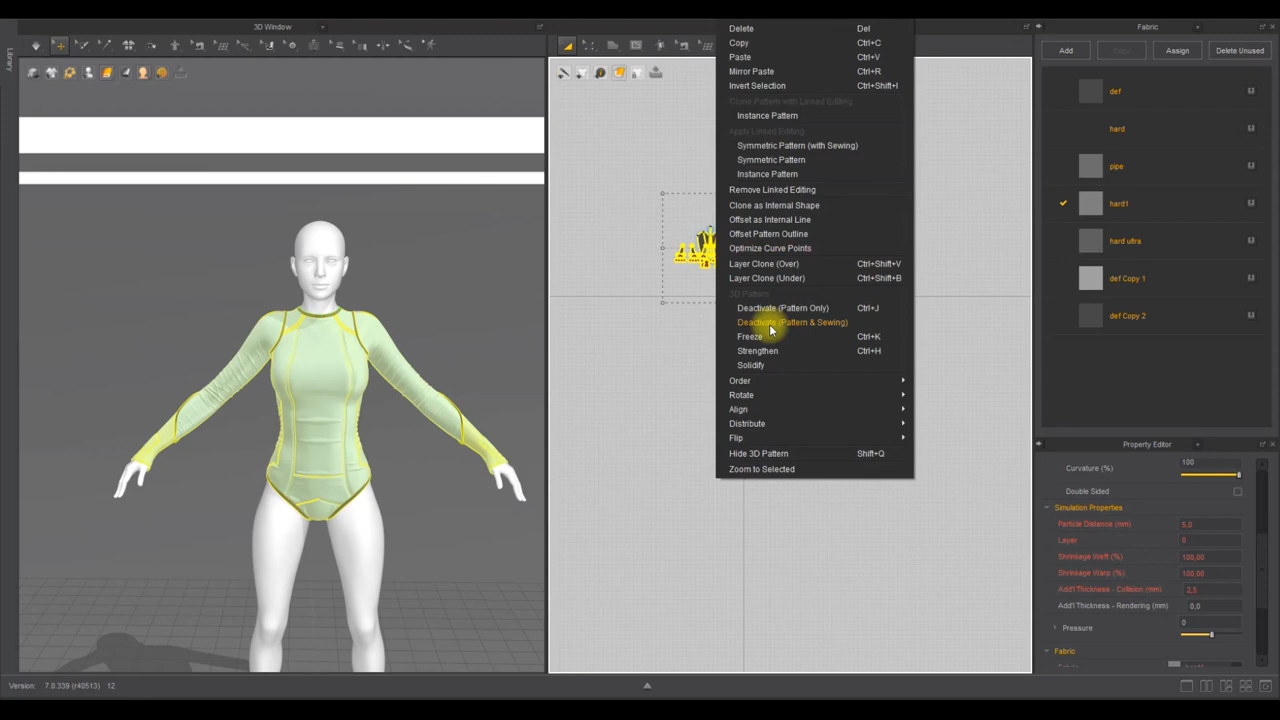 3D Window
Library
Delete Del
Copy Ctrl+C
Paste Ctrl+V
Mirror Paste Ctrl+R
Invert Selection Ctrl+Shift+I
Clone Pattern with Linked Editing
Instance Pattern
Apply Linked Editing
Symmetric Pattern (with Sewing)
Symmetric Pattern
Instance Pattern
Remove Linked Editing
Clone as Internal Shape
Offset as Internal Line
Offset Pattern Outline
Optimize Curve Points
Layer Clone (Over) Ctrl+Shift+V
Layer Clone (Under) Ctrl+Shift+B
3D Pattern
Deactivate (Pattern Only) Ctrl+J
Deactivate (Pattern & Sewing)
Freeze Ctrl+K
Strengthen Ctrl+H
Solidify
Order
Rotate
Align
Distribute
Flip
Hide 3D Pattern Shift+Q
Zoom to Selected
Fabric
Add Assign Delete Unused
def
hard
pipe
hard1
hard ultra
def Copy 1
def Copy 2
Property Editor
Curvature (%) 100
Double Sided
Simulation Properties
Particle Distance (mm) 5,0
Layer 0
Shrinkage Weft (%) 100,00
Shrinkage Warp (%) 100,00
Add'l Thickness - Collision (mm) 2,5
Add'l Thickness - Rendering (mm) 0,0
Pressure 0
Fabric
Version: 7.0.339 (r40513) 12